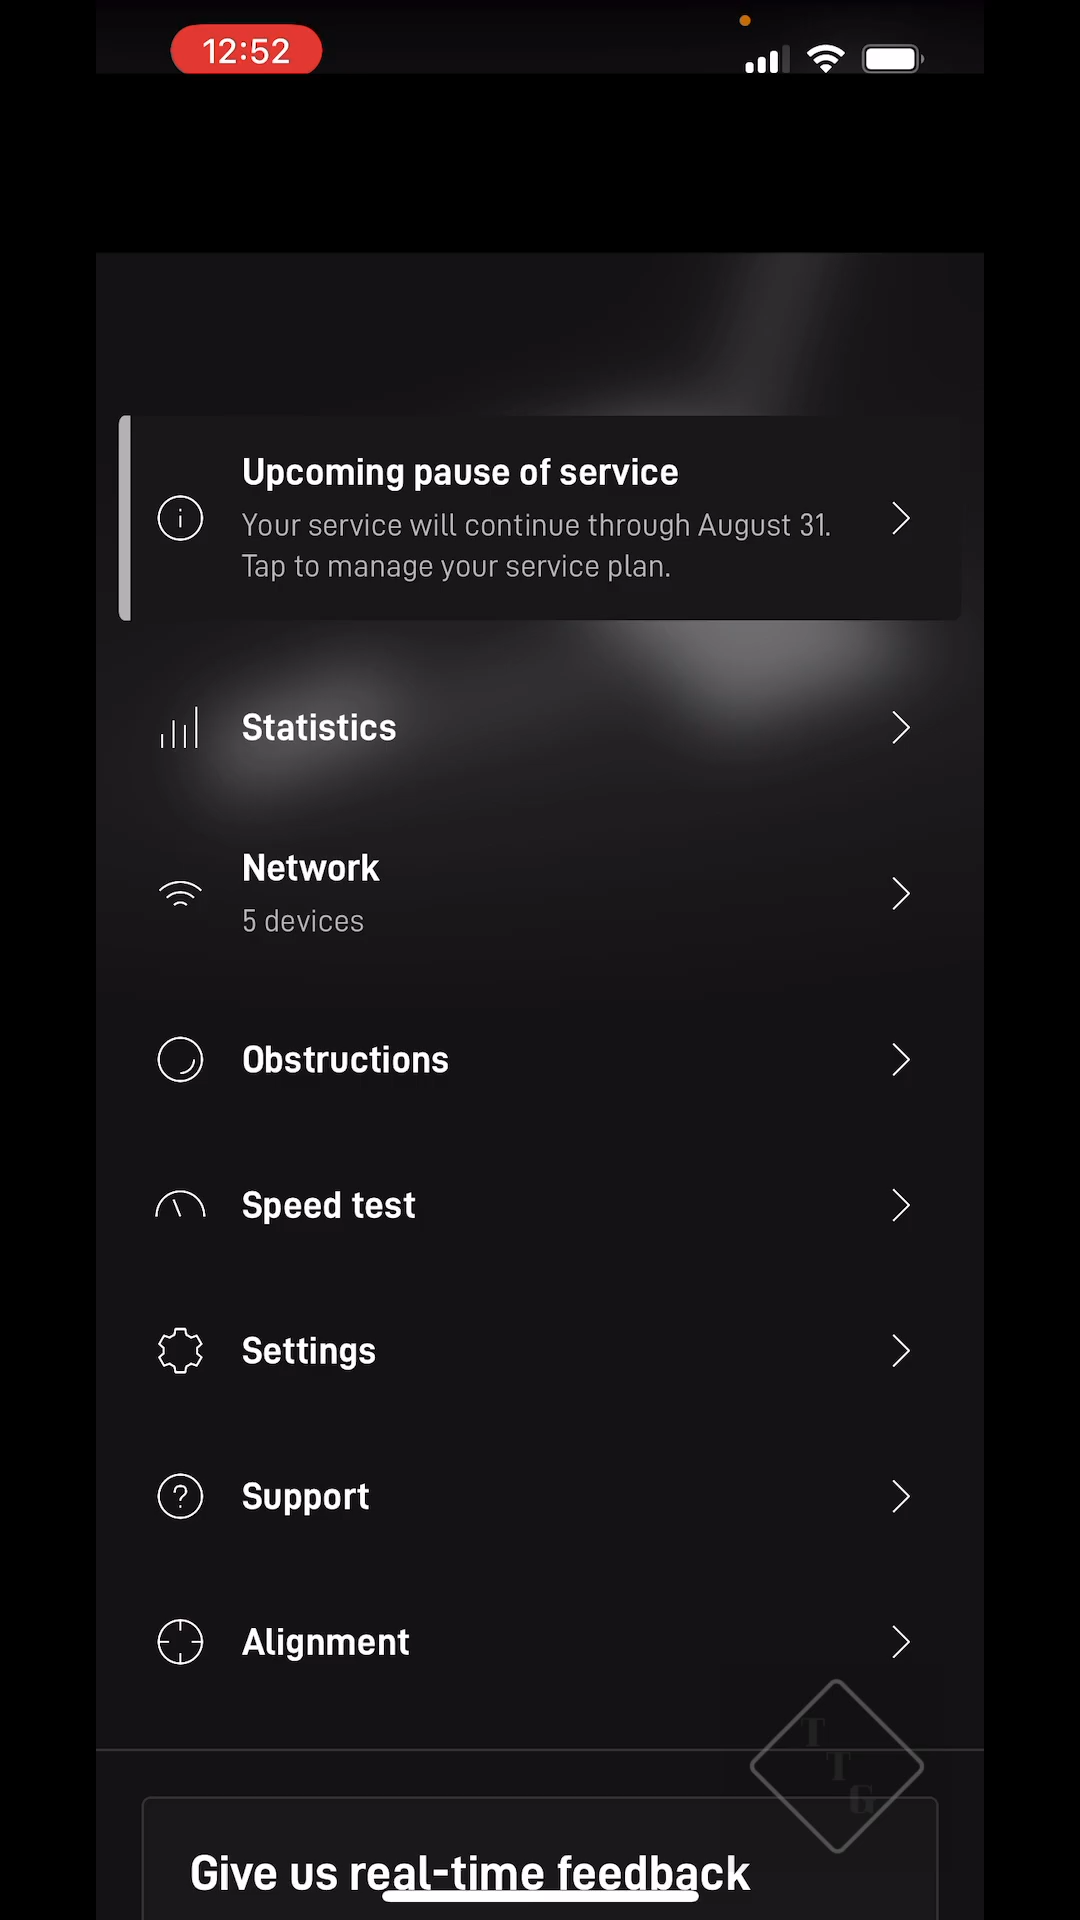 12:52
Upcoming pause of service
Your service will continue through August 31.
Tap to manage your service plan.
Statistics
Network
5 devices
Obstructions
Speed test
Settings
Support
Alignment
T
T
G
Give us real-time feedback